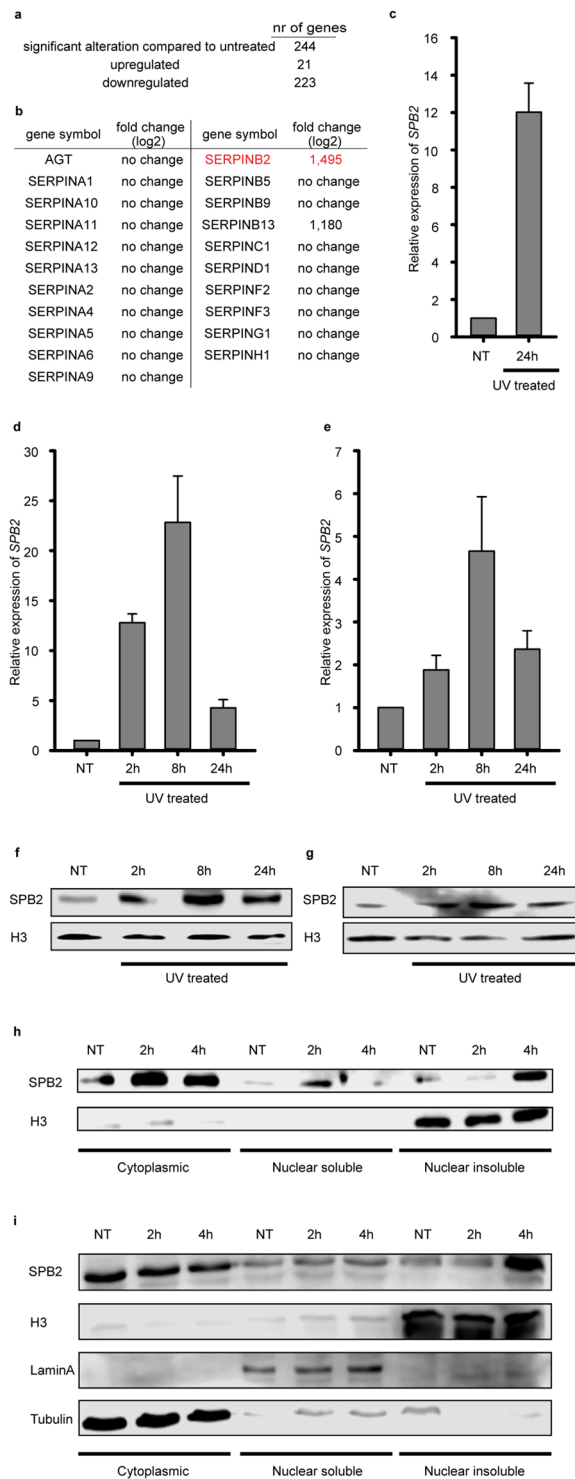 a
nr of genes
significant alteration compared to untreated 244
upregulated 21
downregulated 223
b
gene symbol fold change (log2) gene symbol fold change (log2)
AGT no change SERPINB2 1,495
SERPINA1 no change SERPINB5 no change
SERPINA10 no change SERPINB9 no change
SERPINA11 no change SERPINB13 1,180
SERPINA12 no change SERPINC1 no change
SERPINA13 no change SERPIND1 no change
SERPINA2 no change SERPINF2 no change
SERPINA4 no change SERPINF3 no change
SERPINA5 no change SERPING1 no change
SERPINA6 no change SERPINH1 no change
SERPINA9 no change
c
Relative expression of SPB2
16
14
12
10
8
6
4
2
0
NT 24h
UV treated
d
Relative expression of SPB2
30
25
20
15
10
5
0
NT 2h 8h 24h
UV treated
e
Relative expression of SPB2
7
6
5
4
3
2
1
0
NT 2h 8h 24h
UV treated
f
NT 2h 8h 24h
SPB2
H3
UV treated
g
NT 2h 8h 24h
SPB2
H3
UV treated
h
NT 2h 4h NT 2h 4h NT 2h 4h
SPB2
H3
Cytoplasmic Nuclear soluble Nuclear insoluble
i
NT 2h 4h NT 2h 4h NT 2h 4h
SPB2
H3
LaminA
Tubulin
Cytoplasmic Nuclear soluble Nuclear insoluble